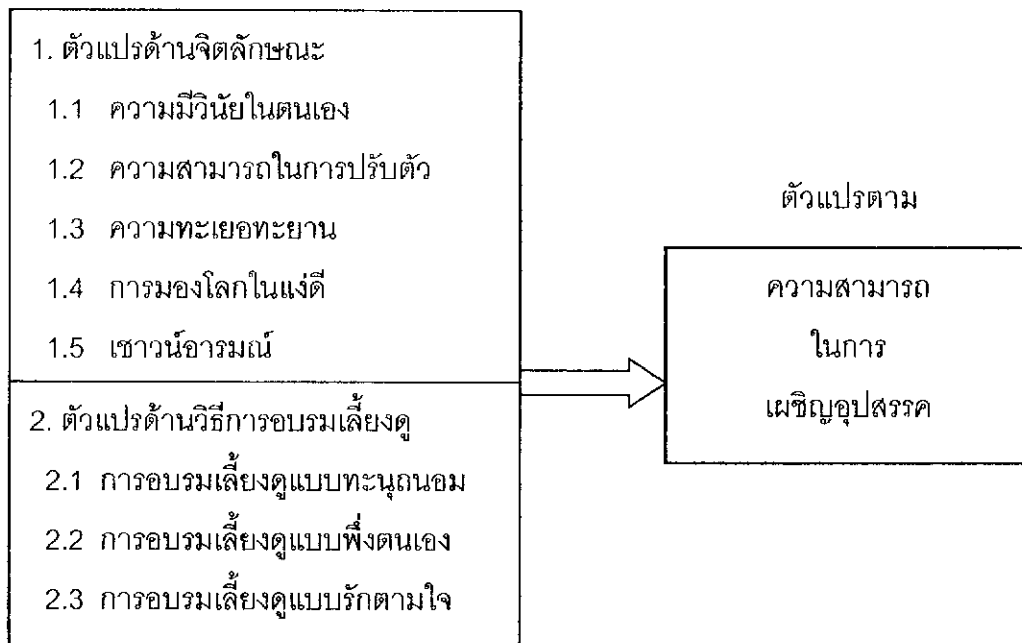 1. ตัวแปรด้านจิตลักษณะ
1.1 ความมีวินัยในตนเอง
1.2 ความสามารถในการปรับตัว
1.3 ความทะเยอทะยาน
1.4 การมองโลกในแง่ดี
1.5 เชาวน์อารมณ์
2. ตัวแปรด้านวิธีการอบรมเลี้ยงดู
2.1 การอบรมเลี้ยงดูแบบทะนุถนอม
2.2 การอบรมเลี้ยงดูแบบพึ่งตนเอง
2.3 การอบรมเลี้ยงดูแบบรักตามใจ
ตัวแปรตาม
ความสามารถ
ในการ
เผชิญอุปสรรค